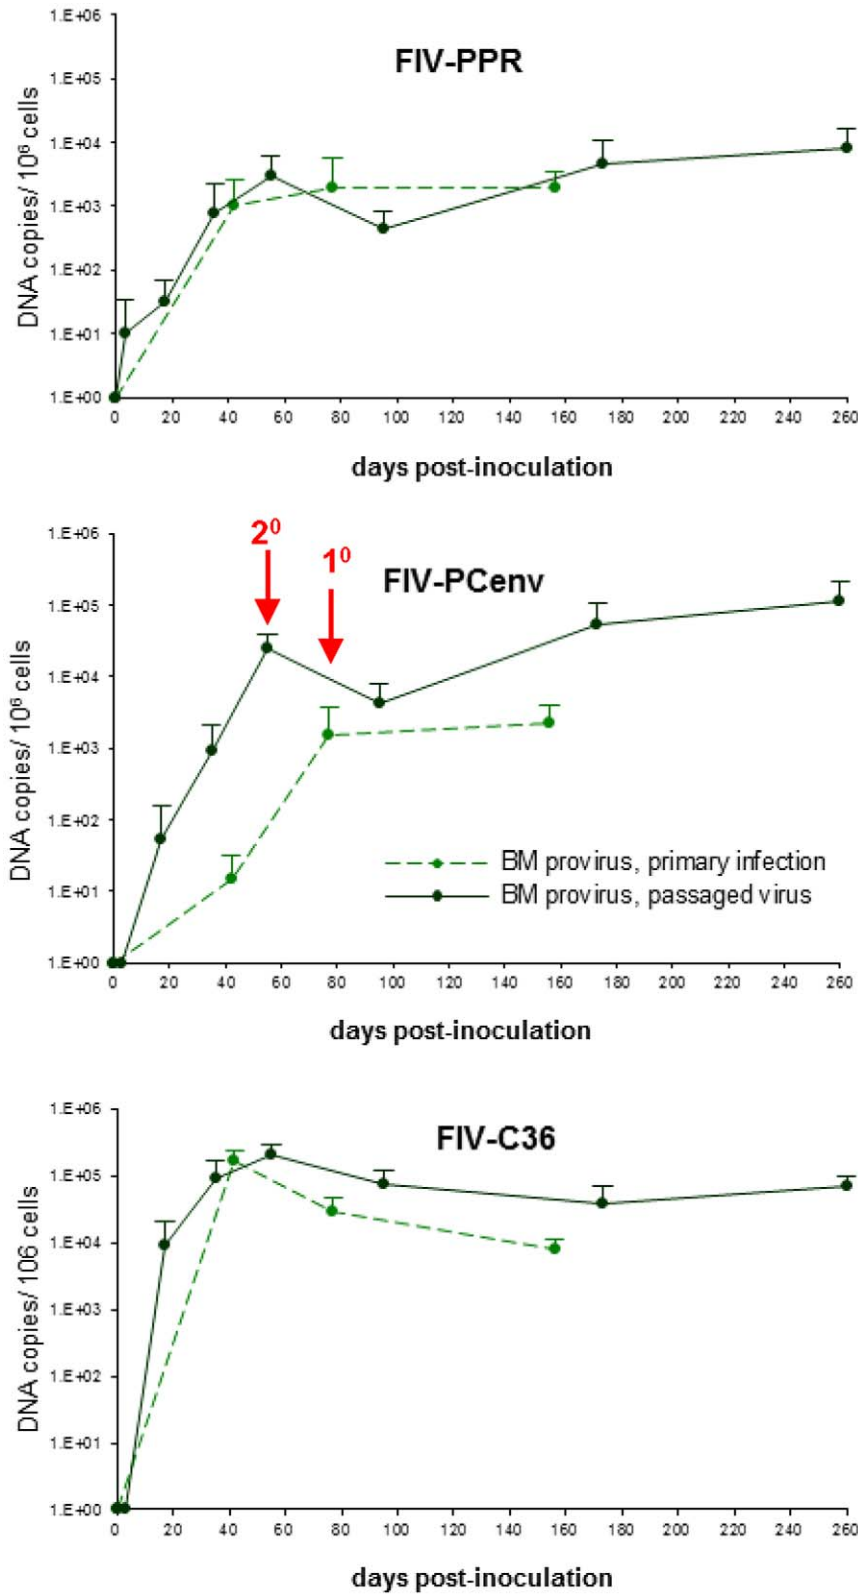 FIV-PPR
DNA copies/ 10⁶ cells
1.E+06
1.E+05
1.E+04
1.E+03
1.E+02
1.E+01
1.E+00
0 20 40 60 80 100 120 140 160 180 200 220 240 260
days post-inoculation
2⁰
1⁰
FIV-PCenv
DNA copies/ 10⁶ cells
1.E+06
1.E+05
1.E+04
1.E+03
1.E+02
1.E+01
1.E+00
BM provirus, primary infection
BM provirus, passaged virus
0 20 40 60 80 100 120 140 160 180 200 220 240 260
days post-inoculation
FIV-C36
DNA copies/ 106 cells
1.E+06
1.E+05
1.E+04
1.E+03
1.E+02
1.E+01
1.E+00
0 20 40 60 80 100 120 140 160 180 200 220 240 260
days post-inoculation